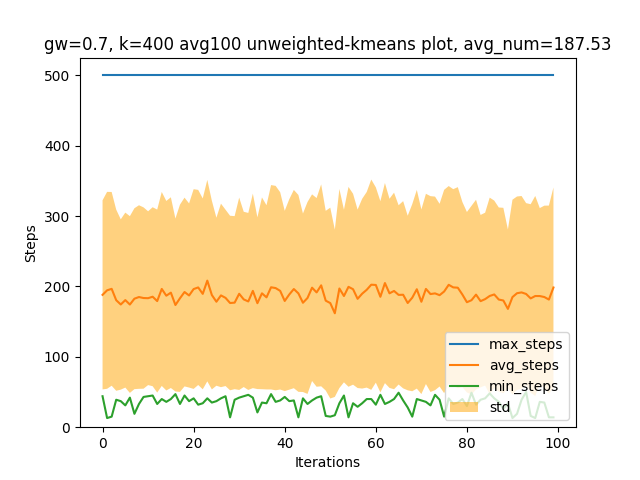 gw=0.7, k=400 avg100 unweighted-kmeans plot, avg_num=187.53
500
400
300
200
100
0
Steps
max_steps
avg_steps
min_steps
std
0 20 40 60 80 100
Iterations